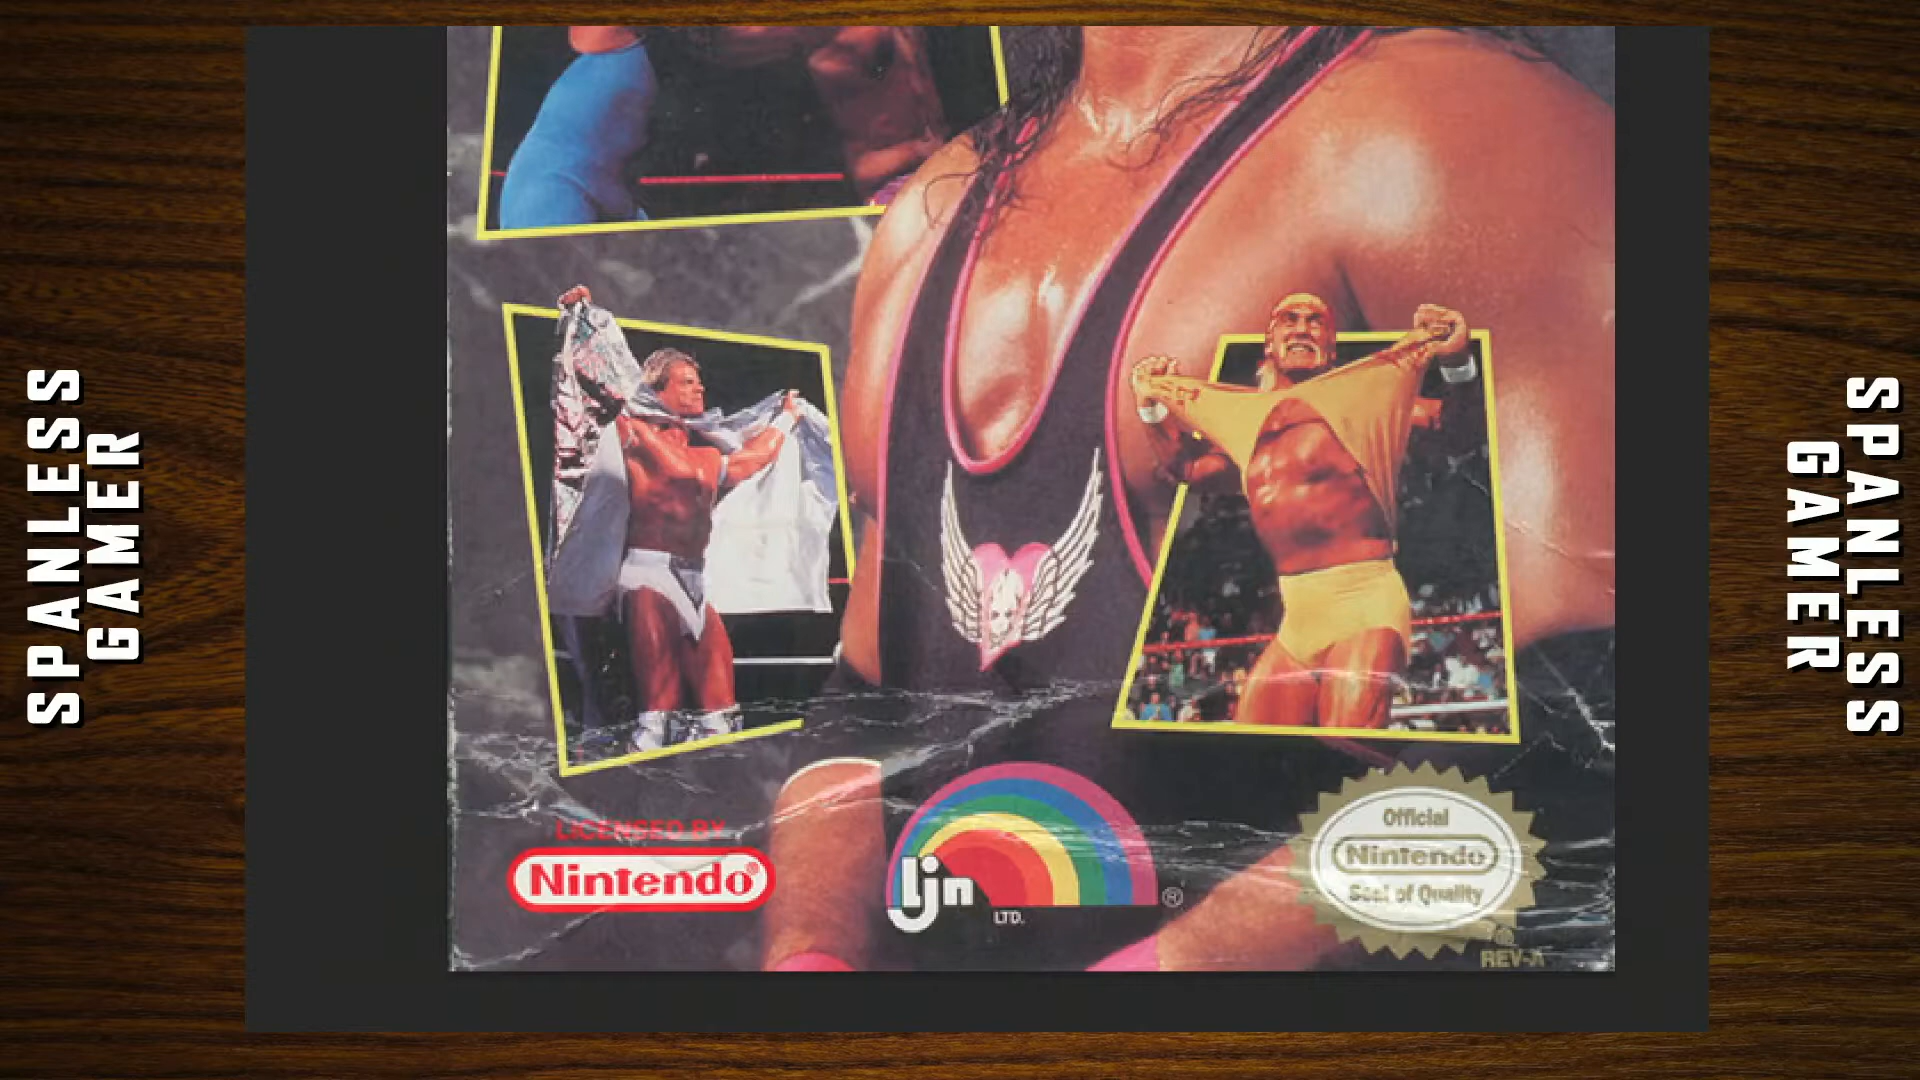 SPANLESS
GAMER
LICENSED BY
Nintendo®
ljn
LTD.
®
Official
Nintendo
Seal of Quality
REV-A
SPANLESS
GAMER